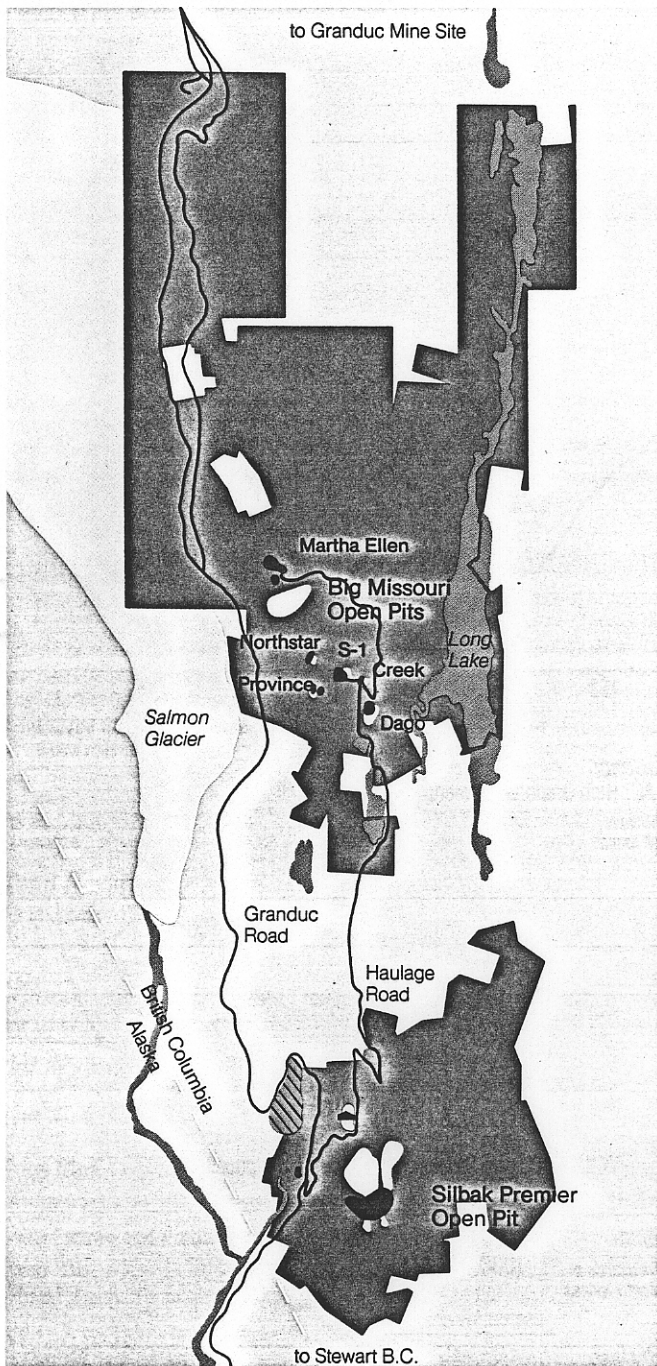 to Granduc Mine Site
Martha Ellen
Big Missouri
Open Pits
Northstar
S-1
Creek
Long
Lake
Province
Dago
Salmon
Glacier
Granduc
Road
Haulage
Road
British Columbia
Alaska
Silbak Premier
Open Pit
to Stewart B.C.